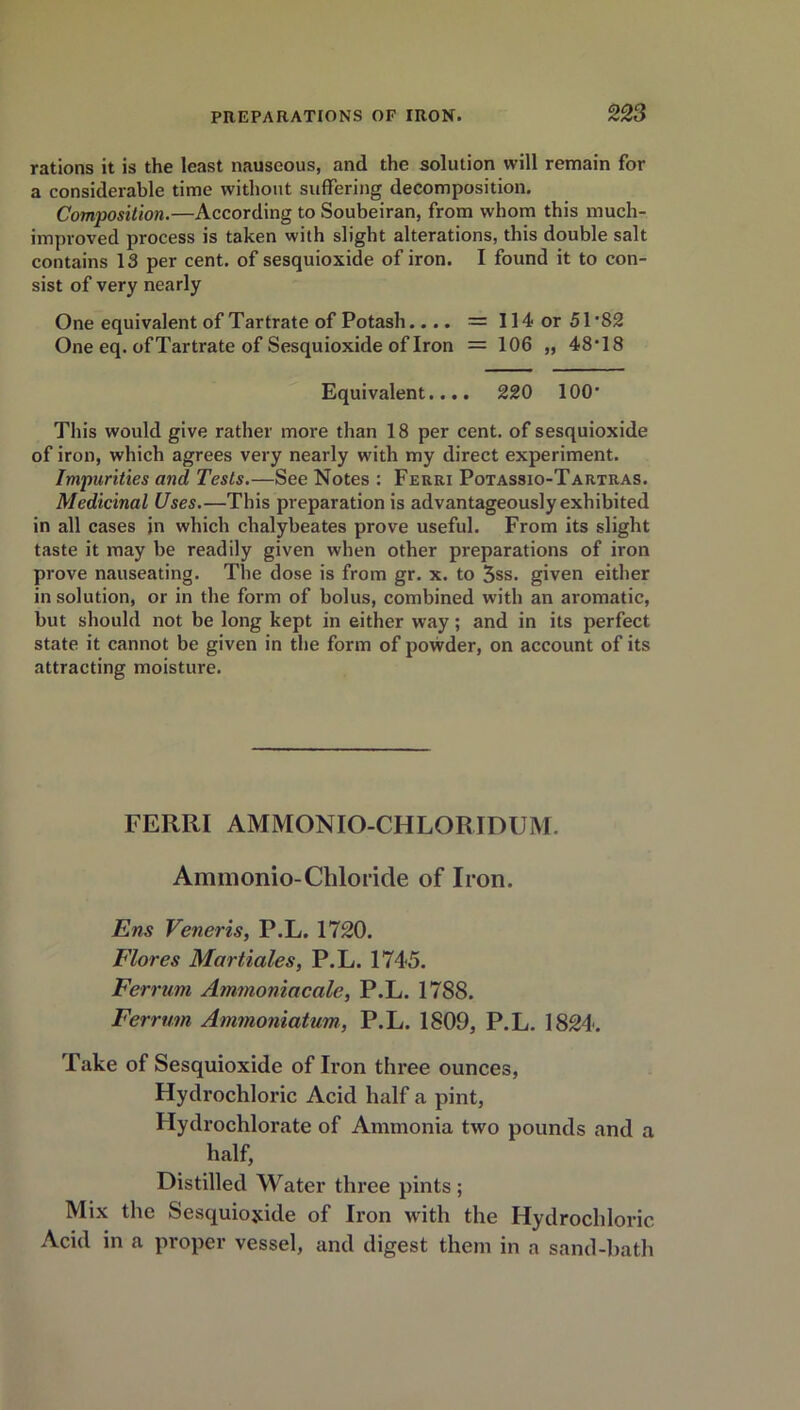 PREPARATIONS OF IRON. 223
rations it is the least nauseous, and the solution will remain for
a considerable time without suffering decomposition.
Composition.—According to Soubeiran, from whom this much-
improved process is taken with slight alterations, this double salt
contains 13 per cent. of sesquioxide of iron. I found it to con-
sist of very nearly
One equivalent of Tartrate of Potash.... = 114 or 51·82
One eq. of Tartrate of Sesquioxide of Iron = 106 „ 48·18
Equivalent.... 220 100·
This would give rather more than 18 per cent. of sesquioxide
of iron, which agrees very nearly with my direct experiment.
Impurities and Tests.—See Notes : Ferri Potassio-Tartras.
Medicinal Uses.—This preparation is advantageously exhibited
in all cases in which chalybeates prove useful. From its slight
taste it may be readily given when other preparations of iron
prove nauseating. The dose is from gr. x. to ʒss. given either
in solution, or in the form of bolus, combined with an aromatic,
but should not be long kept in either way; and in its perfect
state it cannot be given in the form of powder, on account of its
attracting moisture.
FERRI AMMONIO-CHLORIDUM.
Ammonio-Chloride of Iron.
Ens Veneris, P.L. 1720.
Flores Martiales, P.L. 1745.
Ferrum Ammoniacale, P.L. 1788.
Ferrum Ammoniatum, P.L. 1809, P.L. 1824.
Take of Sesquioxide of Iron three ounces,
Hydrochloric Acid half a pint,
Hydrochlorate of Ammonia two pounds and a
half,
Distilled Water three pints;
Mix the Sesquioxide of Iron with the Hydrochloric
Acid in a proper vessel, and digest them in a sand-bath